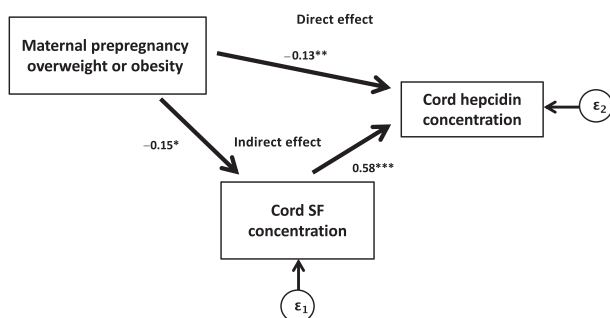 Direct effect
Maternal prepregnancy
overweight or obesity
−0.13**
Cord hepcidin
concentration
ε2
−0.15*
Indirect effect
0.58***
Cord SF
concentration
ε1